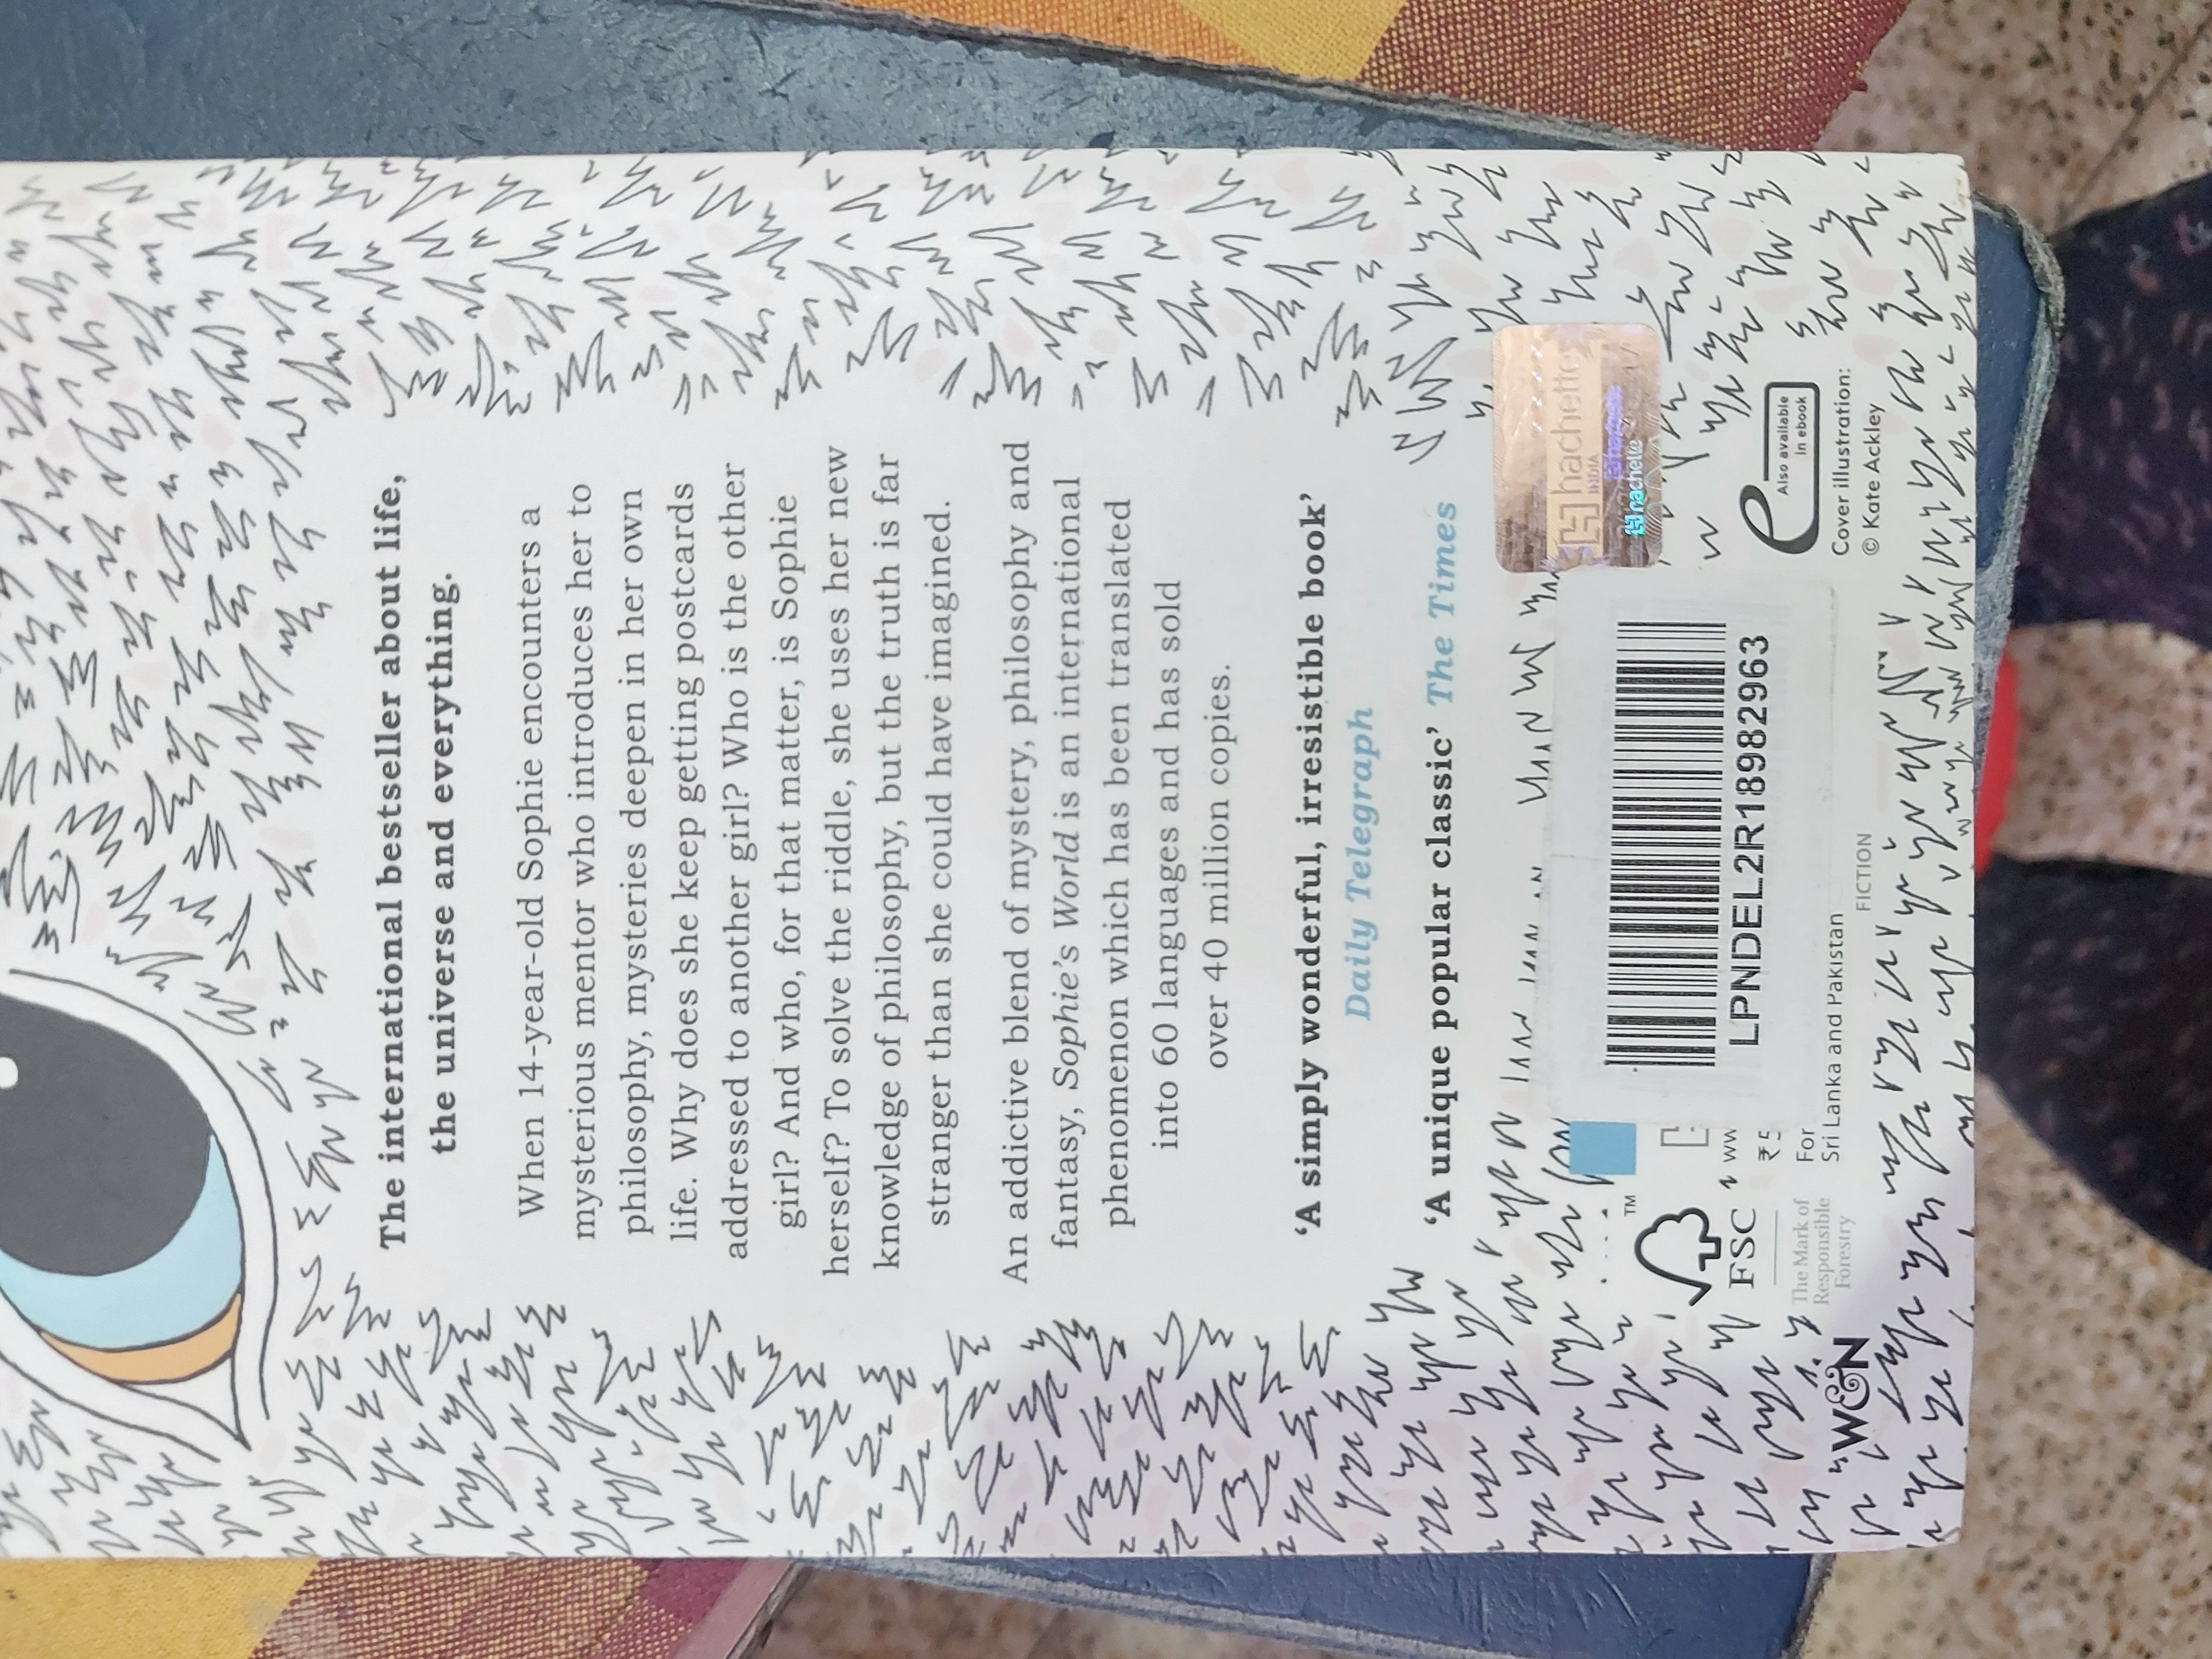 The international bestseller about life,
the universe and everything.
When 14-year-old Sophie encounters a
mysterious mentor who introduces her to
philosophy, mysteries deepen in her own
life. Why does she keep getting postcards
addressed to another girl? Who is the other
girl? And who, for that matter, is Sophie
herself? To solve the riddle, she uses her new
knowledge of philosophy, but the truth is far
stranger than she could have imagined.
An addictive blend of mystery, philosophy and
fantasy, Sophie's World is an international
phenomenon which has been translated
into 60 languages and has sold
over 40 million copies.
‘A simply wonderful, irresistible book’
Daily Telegraph
‘A unique popular classic’ The Times
hachette
INDIA
hachette
hachette
TM
FSC
The Mark of
Responsible
Forestry
W&N
ww
₹5
For
Sri Lanka and Pakistan
LPNDEL2R18982963
FICTION
e
Also available
in ebook
Cover illustration:
© Kate Ackley